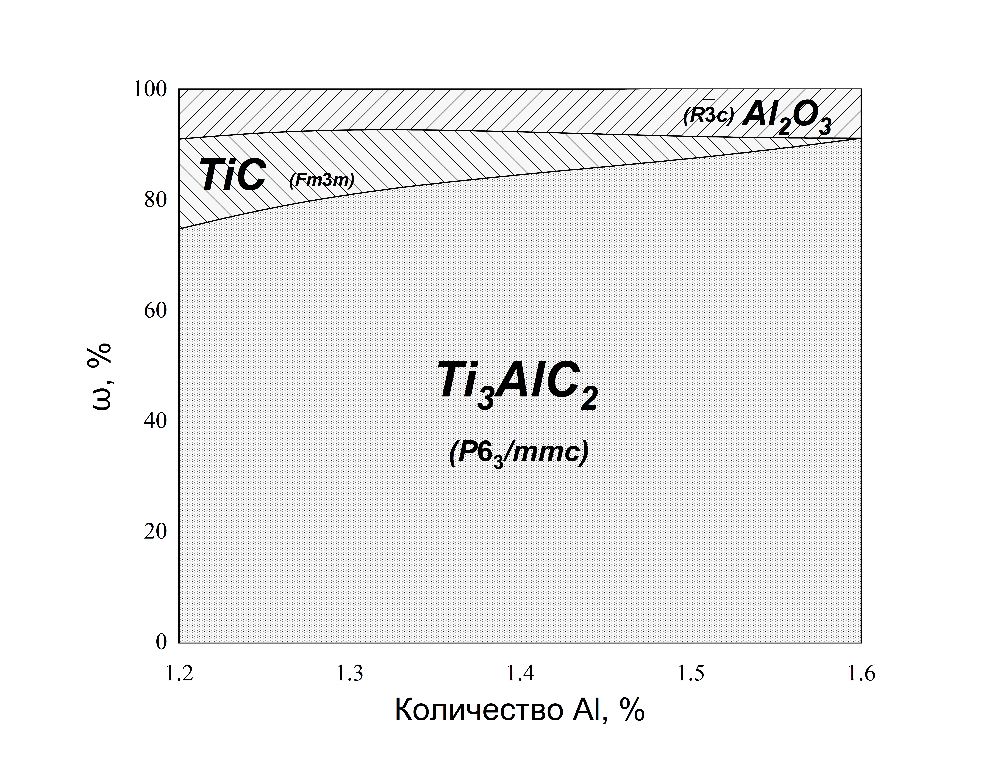 100
(R3̅c) Al₂O₃
TiC (Fm3̅m)
80
60
ω, %
Ti₃AlC₂
40
(P6₃/mmc)
20
0
1.2 1.3 1.4 1.5 1.6
Количество Al, %